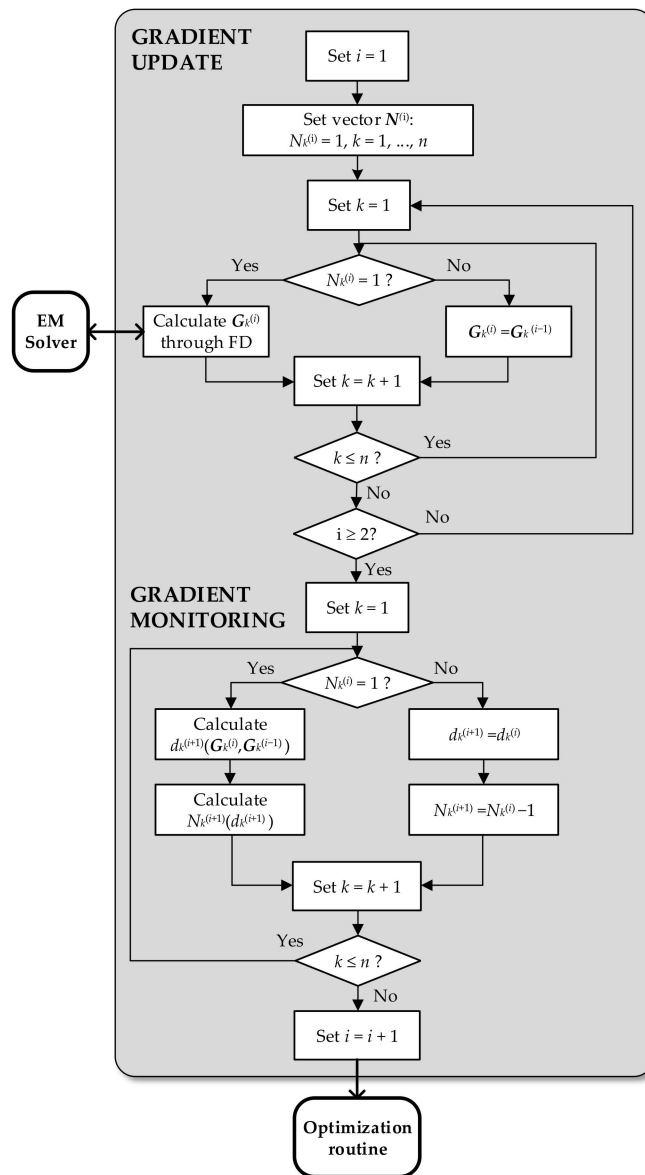 GRADIENT
UPDATE
Set i = 1
Set vector N⁽ⁱ⁾:
Nₖ⁽ⁱ⁾ = 1, k = 1, ..., n
Set k = 1
Yes
Nₖ⁽ⁱ⁾ = 1 ?
No
EM
Solver
Calculate Gₖ⁽ⁱ⁾
through FD
Gₖ⁽ⁱ⁾ = Gₖ⁽ⁱ⁻¹⁾
Set k = k + 1
k ≤ n ?
Yes
No
i ≥ 2?
No
Yes
GRADIENT
MONITORING
Set k = 1
Yes
Nₖ⁽ⁱ⁾ = 1 ?
No
Calculate
dₖ⁽ⁱ⁺¹⁾(Gₖ⁽ⁱ⁾,Gₖ⁽ⁱ⁻¹⁾)
dₖ⁽ⁱ⁺¹⁾=dₖ⁽ⁱ⁾
Calculate
Nₖ⁽ⁱ⁺¹⁾(dₖ⁽ⁱ⁺¹⁾)
Nₖ⁽ⁱ⁺¹⁾=Nₖ⁽ⁱ⁾−1
Set k = k + 1
Yes
k ≤ n ?
No
Set i = i + 1
Optimization
routine